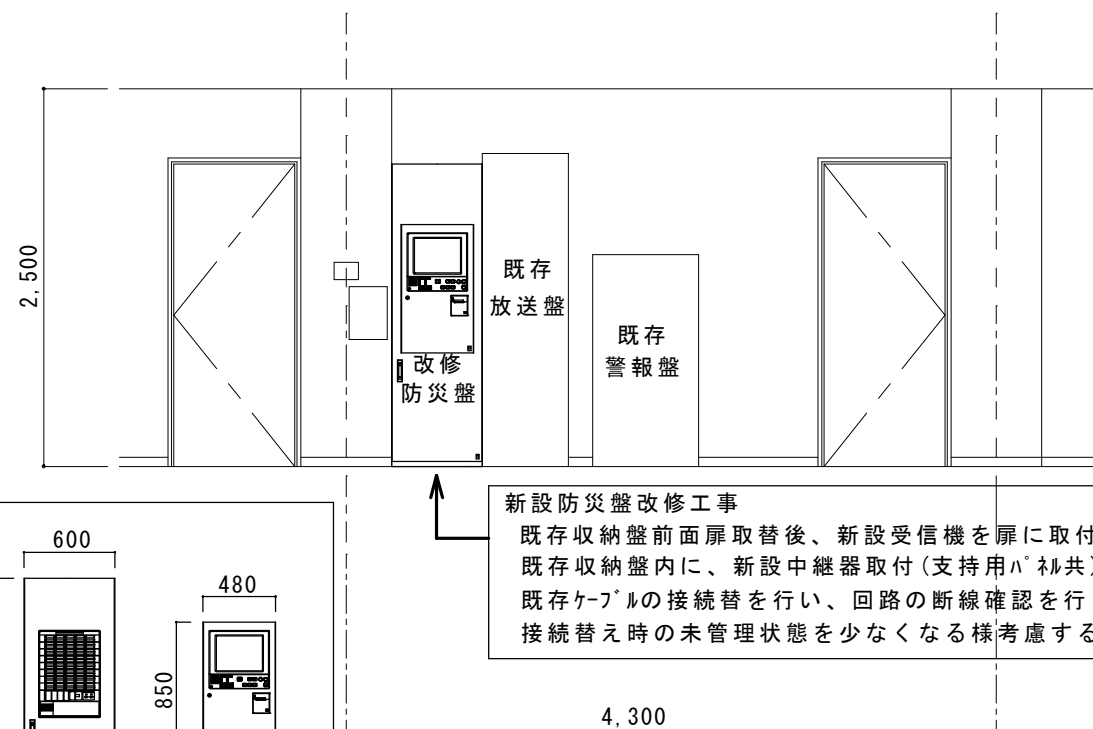 2,500
既存
放送盤
既存
警報盤
改修
防災盤
新設防災盤改修工事
既存収納盤前面扉取替後、新設受信機を扉に取付
既存収納盤内に、新設中継器取付(支持用ﾊﾟﾈﾙ共)
既存ｹｰﾌﾞﾙの接続替を行い、回路の断線確認を行
接続替え時の未管理状態を少なくなる様考慮する
600
480
850
4,300